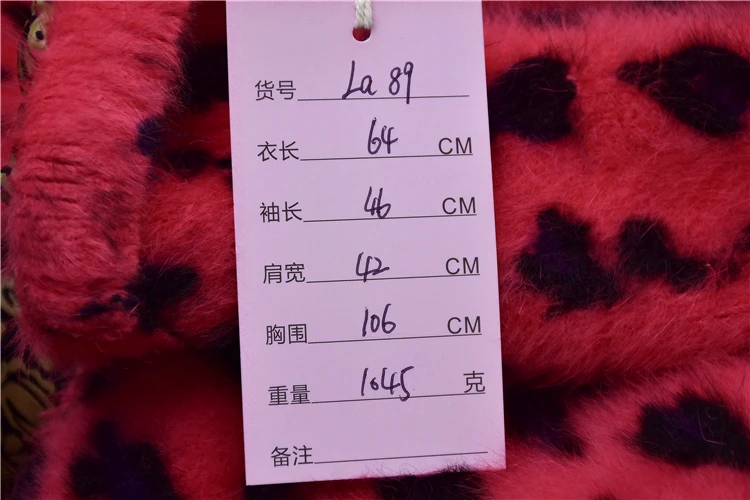 货号 La 89
衣长 64 CM
袖长 46 CM
肩宽 42 CM
胸围 106 CM
重量 1045 克
备注